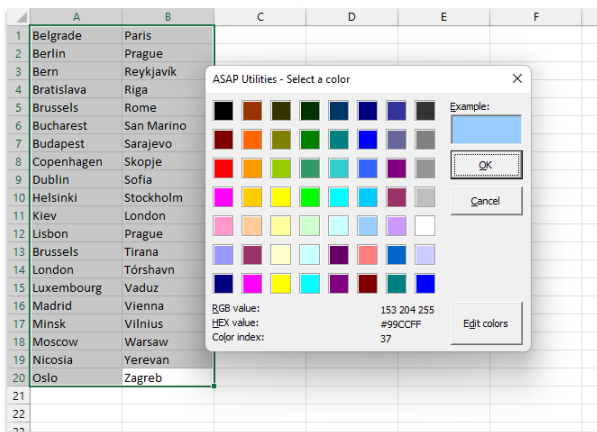 A B C D E F
1 Belgrade Paris
2 Berlin Prague
3 Bern Reykjavík
4 Bratislava Riga
5 Brussels Rome
6 Bucharest San Marino
7 Budapest Sarajevo
8 Copenhagen Skopje
9 Dublin Sofia
10 Helsinki Stockholm
11 Kiev London
12 Lisbon Prague
13 Brussels Tirana
14 London Tórshavn
15 Luxembourg Vaduz
16 Madrid Vienna
17 Minsk Vilnius
18 Moscow Warsaw
19 Nicosia Yerevan
20 Oslo Zagreb
21
22
23
ASAP Utilities - Select a color
Example:
OK
Cancel
RGB value: 153 204 255
HEX value: #99CCFF
Color index: 37
Edit colors